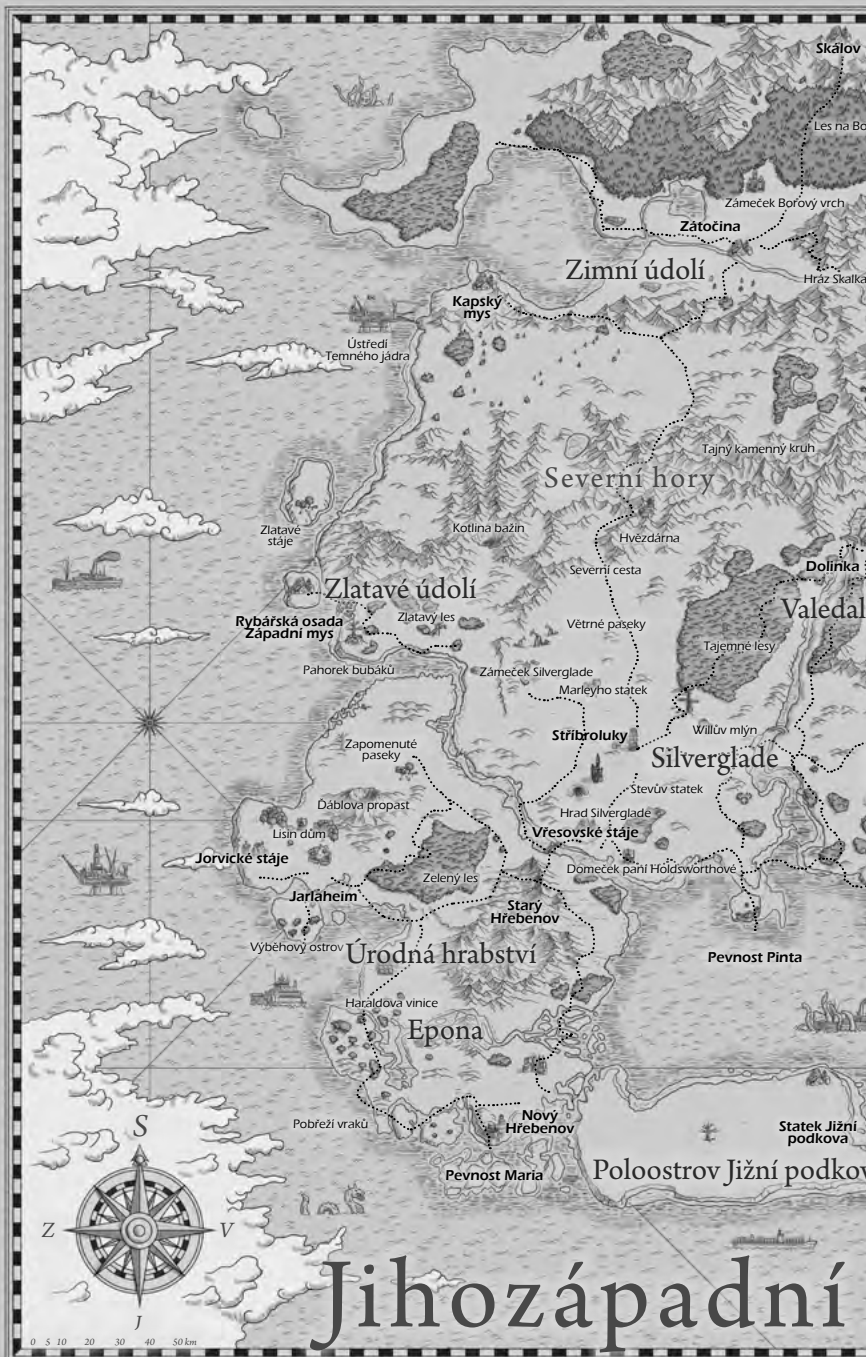 Skálov
Les na Bo
Zámeček Borový vrch
Zátočina
Zimní údolí
Hráz Skalka
Kapský
mys
Ústředí
Temného jádra
Tajný kamenný kruh
Severní hory
Kotlina bažin
Hvězdárna
Zlatavé
stáje
Severní cesta
Dolinka
Zlatavé údolí
Valedal
Rybářská osada
Západní mys
Zlatavý les
Větrné paseky
Tajemné lesy
Pahorek bubáků
Zámeček Silverglade
Marleyho statek
Stříbroluky
Willův mlýn
Zapomenuté
paseky
Silverglade
Stevův statek
Ďáblova propast
Lisin dům
Hrad Silverglade
Vřesovské stáje
Jorvické stáje
Domeček paní Holdsworthové
Zelený les
Jarlaheim
Starý
Hřebenov
Výběhový ostrov
Úrodná hrabství
Pevnost Pinta
Haraldova vinice
Epona
Pobřeží vraků
Nový
Hřebenov
Statek Jižní
podkova
Pevnost Maria
Poloostrov Jižní podkov
S
Z
V
J
Jihozápadní
0 5 10 20 30 40 50 km